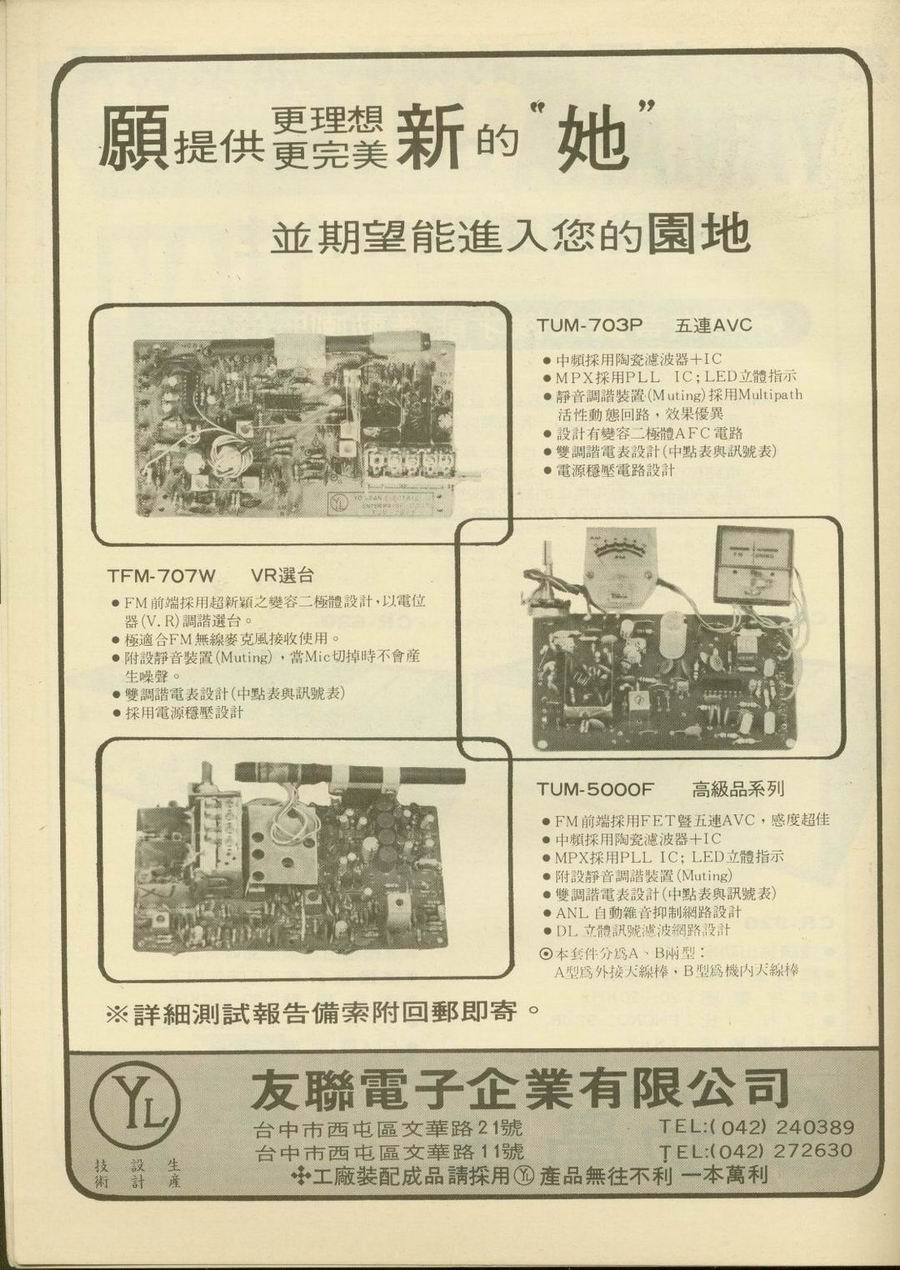 願提供更理想更完美新的“她”
並期望能進入您的園地
TUM-703P 五連AVC
●中頻採用陶瓷濾波器＋IC
●MPX採用PLL IC；LED立體指示
●靜音調諧裝置(Muting)採用Multipath
活性動態回路，效果優異
●設計有變容二極體AFC電路
●雙調諧電表設計(中點表與訊號表)
●電源穩壓電路設計
TFM-707W VR選台
●FM前端採用超新穎之變容二極體設計，以電位
器(V.R)調諧選台。
●極適合FM無線麥克風接收使用。
●附設靜音裝置(Muting)，當Mic切掉時不會産
生噪聲。
●雙調諧電表設計(中點表與訊號表)
●採用電源穩壓設計
TUM-5000F 高級品系列
●FM前端採用FET暨五連AVC，感度超佳
●中頻採用陶瓷濾波器＋IC
●MPX採用PLL IC；LED立體指示
●附設靜音調諧裝置(Muting)
●雙調諧電表設計(中點表與訊號表)
●ANL自動雜音抑制網路設計
●DL立體訊號濾波網路設計
⊙本套件分爲A、B兩型：
A型爲外接天線棒，B型爲機內天線棒
※詳細測試報告備索附回郵即寄。
YL
技術 設計 生產
友聯電子企業有限公司
台中市西屯區文華路21號 TEL:(042) 240389
台中市西屯區文華路11號 TEL:(042) 272630
✣工廠裝配成品請採用YL產品無往不利 一本萬利